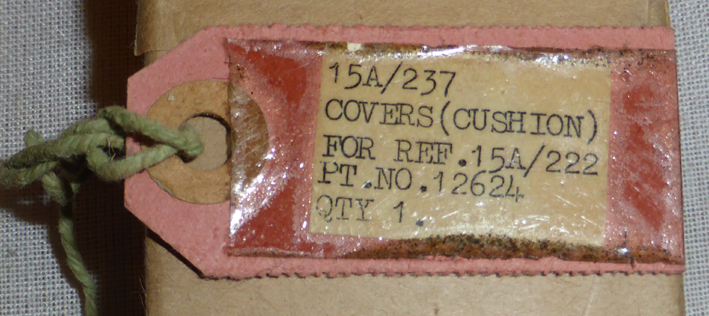 15A/237
COVERS(CUSHION)
FOR REF.15A/222
PT.NO.12624
QTY 1.